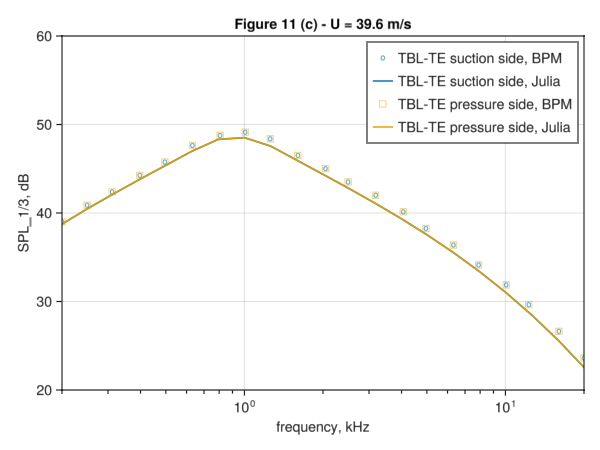 Figure 11 (c) - U = 39.6 m/s
60
50
40
30
20
SPL_1/3, dB
TBL-TE suction side, BPM
TBL-TE suction side, Julia
TBL-TE pressure side, BPM
TBL-TE pressure side, Julia
10⁰
10¹
frequency, kHz